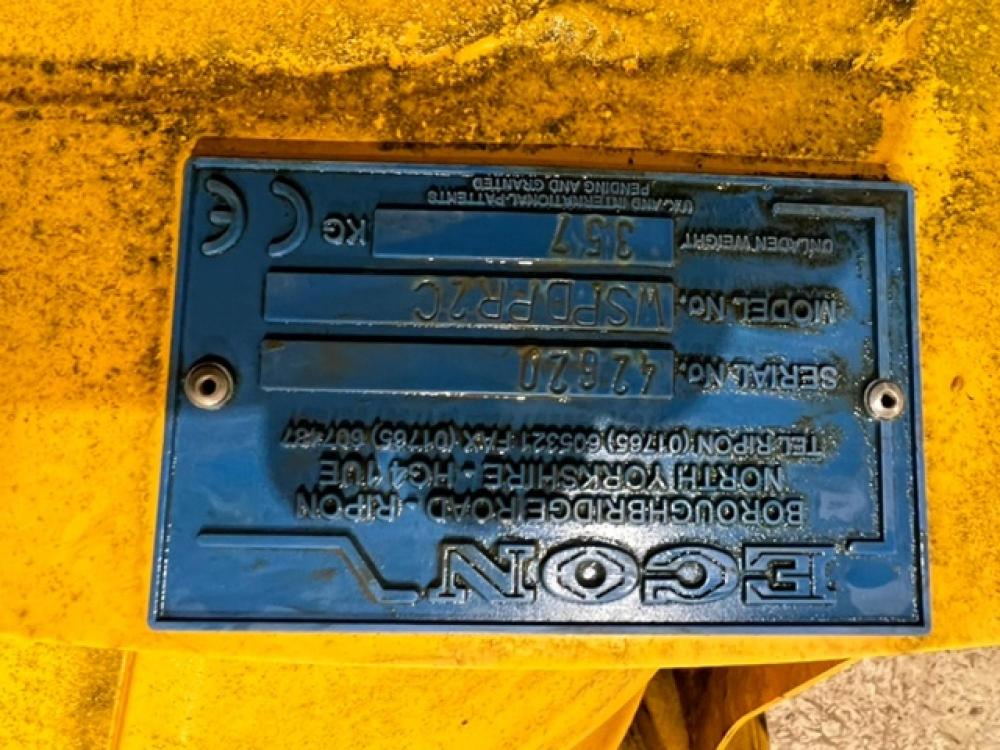 ECON
BOROUGHBRIDGE ROAD - RIPON
NORTH YORKSHIRE - HG4 1UE
TEL RIPON (01765) 605321 FAX (01765) 607487
SERIAL No. 42620
MODEL No. WSPDPR2C
UNLADEN WEIGHT 357 KG
U.K. AND INTERNATIONAL PATENTS
PENDING AND GRANTED
CE